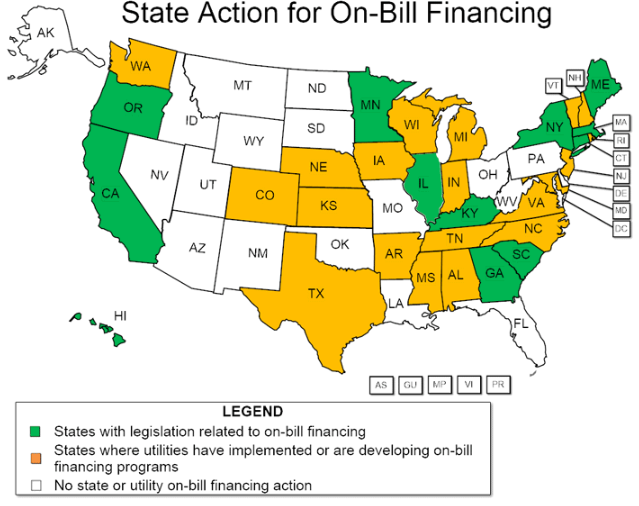 State Action for On-Bill Financing
AK
WA
MT
ND
MN
VT
NH
ME
OR
ID
SD
WI
MI
NY
MA
RI
CT
WY
NE
IA
PA
NJ
DE
MD
DC
CA
NV
UT
CO
KS
MO
IL
IN
OH
WV
VA
KY
AZ
NM
OK
AR
TN
NC
SC
MS
AL
GA
TX
LA
FL
HI
AS
GU
MP
VI
PR
LEGEND
States with legislation related to on-bill financing
States where utilities have implemented or are developing on-bill
financing programs
No state or utility on-bill financing action